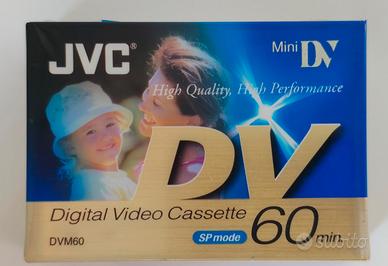 JVC®
Mini DV
High Quality, High Performance
DV
Digital Video Cassette
60 min
DVM60
SP mode
subito